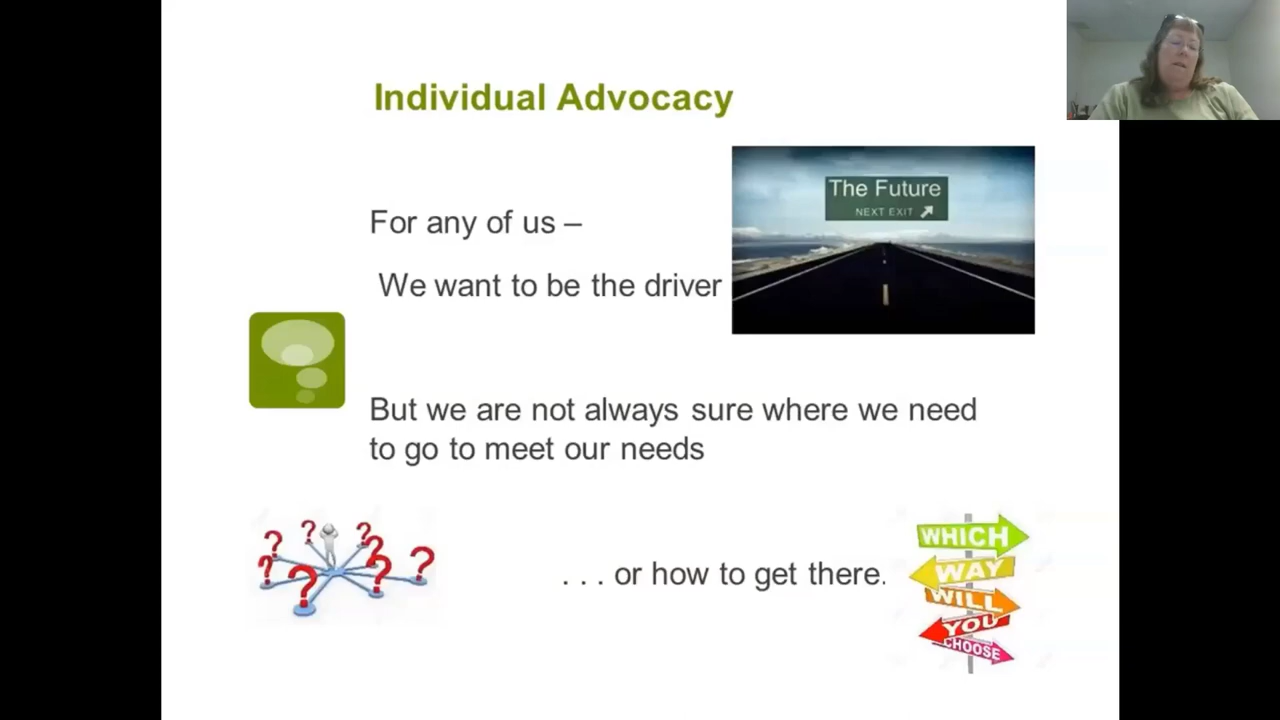 Individual Advocacy
The Future
NEXT EXIT
For any of us –
We want to be the driver
But we are not always sure where we need
to go to meet our needs
. . . or how to get there.
WHICH
WAY
WILL
YOU
CHOOSE
? ? ? ? ? ? ? ?